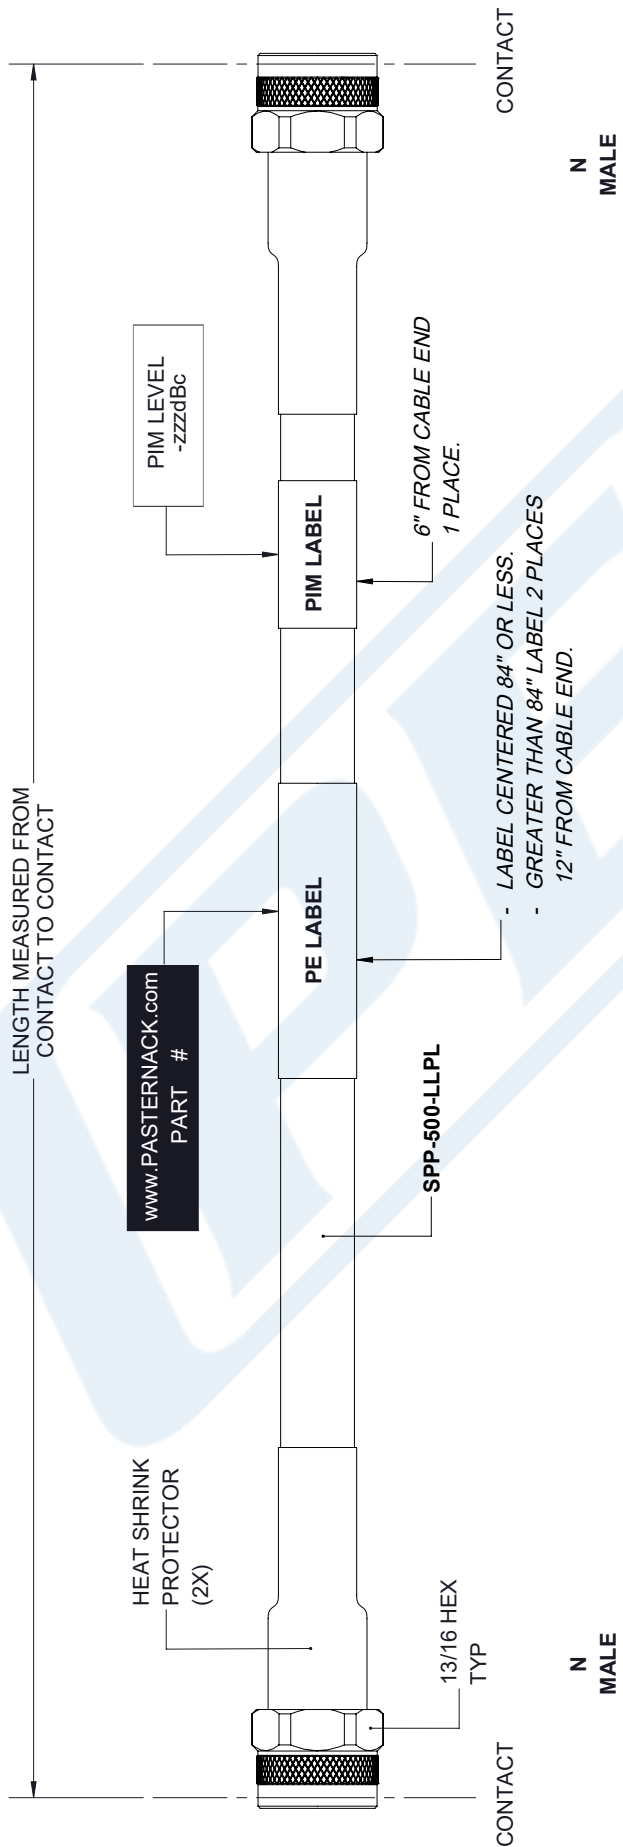 LENGTH MEASURED FROM
CONTACT TO CONTACT
www.PASTERNACK.com
PART #
PIM LEVEL
-zzzdBc
HEAT SHRINK
PROTECTOR
(2X)
PE LABEL
PIM LABEL
13/16 HEX
TYP
SPP-500-LLPL
- LABEL CENTERED 84" OR LESS.
- GREATER THAN 84" LABEL 2 PLACES
12" FROM CABLE END.
6" FROM CABLE END
1 PLACE.
CONTACT
CONTACT
N
MALE
N
MALE